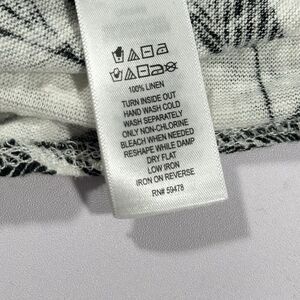 100% LINEN
TURN INSIDE OUT
HAND WASH COLD
WASH SEPARATELY
ONLY NON-CHLORINE
BLEACH WHEN NEEDED
RESHAPE WHILE DAMP
DRY FLAT
LOW IRON
IRON ON REVERSE
RN# 59478